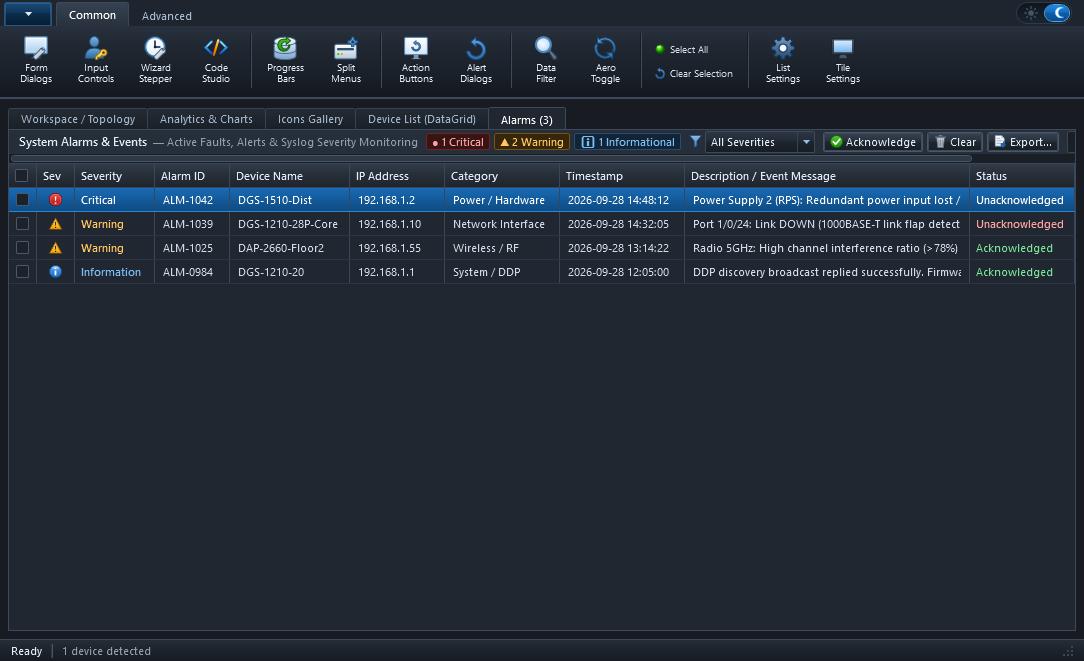 Common
Advanced
Form Dialogs
Input Controls
Wizard Stepper
Code Studio
Progress Bars
Split Menus
Action Buttons
Alert Dialogs
Data Filter
Aero Toggle
Select All
Clear Selection
List Settings
Tile Settings
Workspace / Topology
Analytics & Charts
Icons Gallery
Device List (DataGrid)
Alarms (3)
System Alarms & Events — Active Faults, Alerts & Syslog Severity Monitoring
1 Critical
2 Warning
1 Informational
All Severities
Acknowledge
Clear
Export...
Sev Severity Alarm ID Device Name IP Address Category Timestamp Description / Event Message Status
Critical ALM-1042 DGS-1510-Dist 192.168.1.2 Power / Hardware 2026-09-28 14:48:12 Power Supply 2 (RPS): Redundant power input lost / Unacknowledged
Warning ALM-1039 DGS-1210-28P-Core 192.168.1.10 Network Interface 2026-09-28 14:32:05 Port 1/0/24: Link DOWN (1000BASE-T link flap detect Unacknowledged
Warning ALM-1025 DAP-2660-Floor2 192.168.1.55 Wireless / RF 2026-09-28 13:14:22 Radio 5GHz: High channel interference ratio (>78%) Acknowledged
Information ALM-0984 DGS-1210-20 192.168.1.1 System / DDP 2026-09-28 12:05:00 DDP discovery broadcast replied successfully. Firmwa Acknowledged
Ready
1 device detected